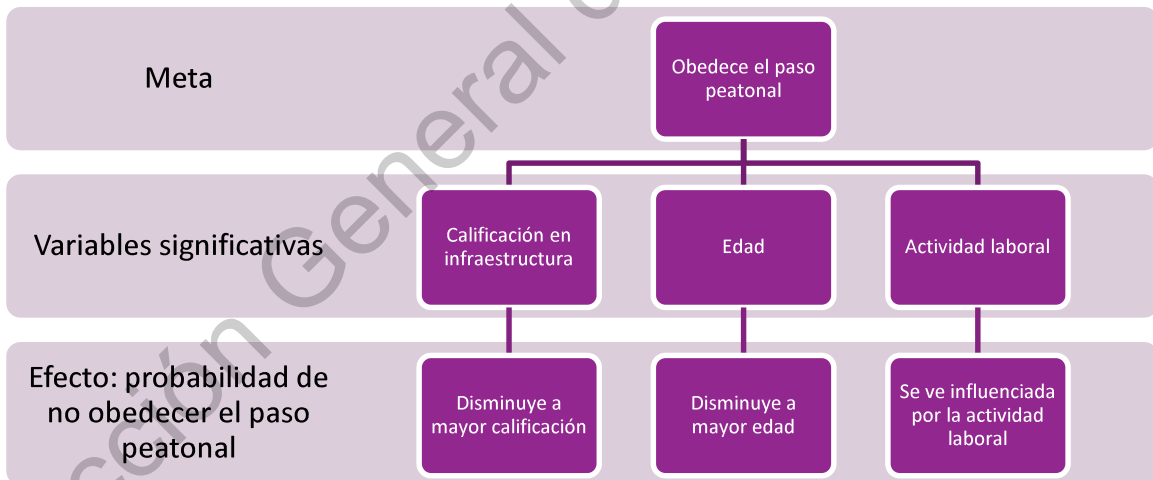 Meta
Obedece el paso
peatonal
Variables significativas
Calificación en
infraestructura
Edad
Actividad laboral
Efecto: probabilidad de
no obedecer el paso
peatonal
Disminuye a
mayor calificación
Disminuye a
mayor edad
Se ve influenciada
por la actividad
laboral
General